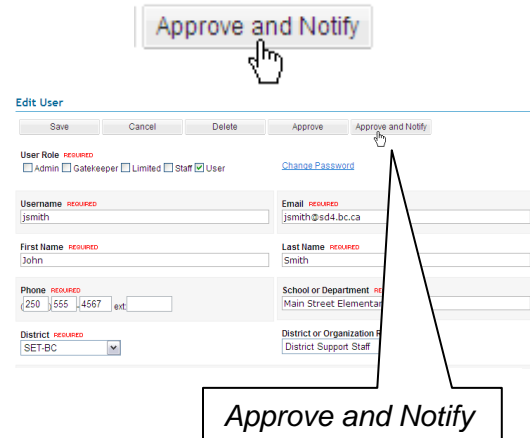 Approve and Notify
Edit User
Save Cancel Delete Approve Approve and Notify
User Role REQUIRED
Admin Gatekeeper Limited Staff User Change Password
Username REQUIRED Email REQUIRED
jsmith jsmith@sd4.bc.ca
First Name REQUIRED Last Name REQUIRED
John Smith
Phone REQUIRED School or Department
(250) 555 - 4567 ext: Main Street
District REQUIRED District or Organization
SET-BC District Support Staff
Approve and Notify